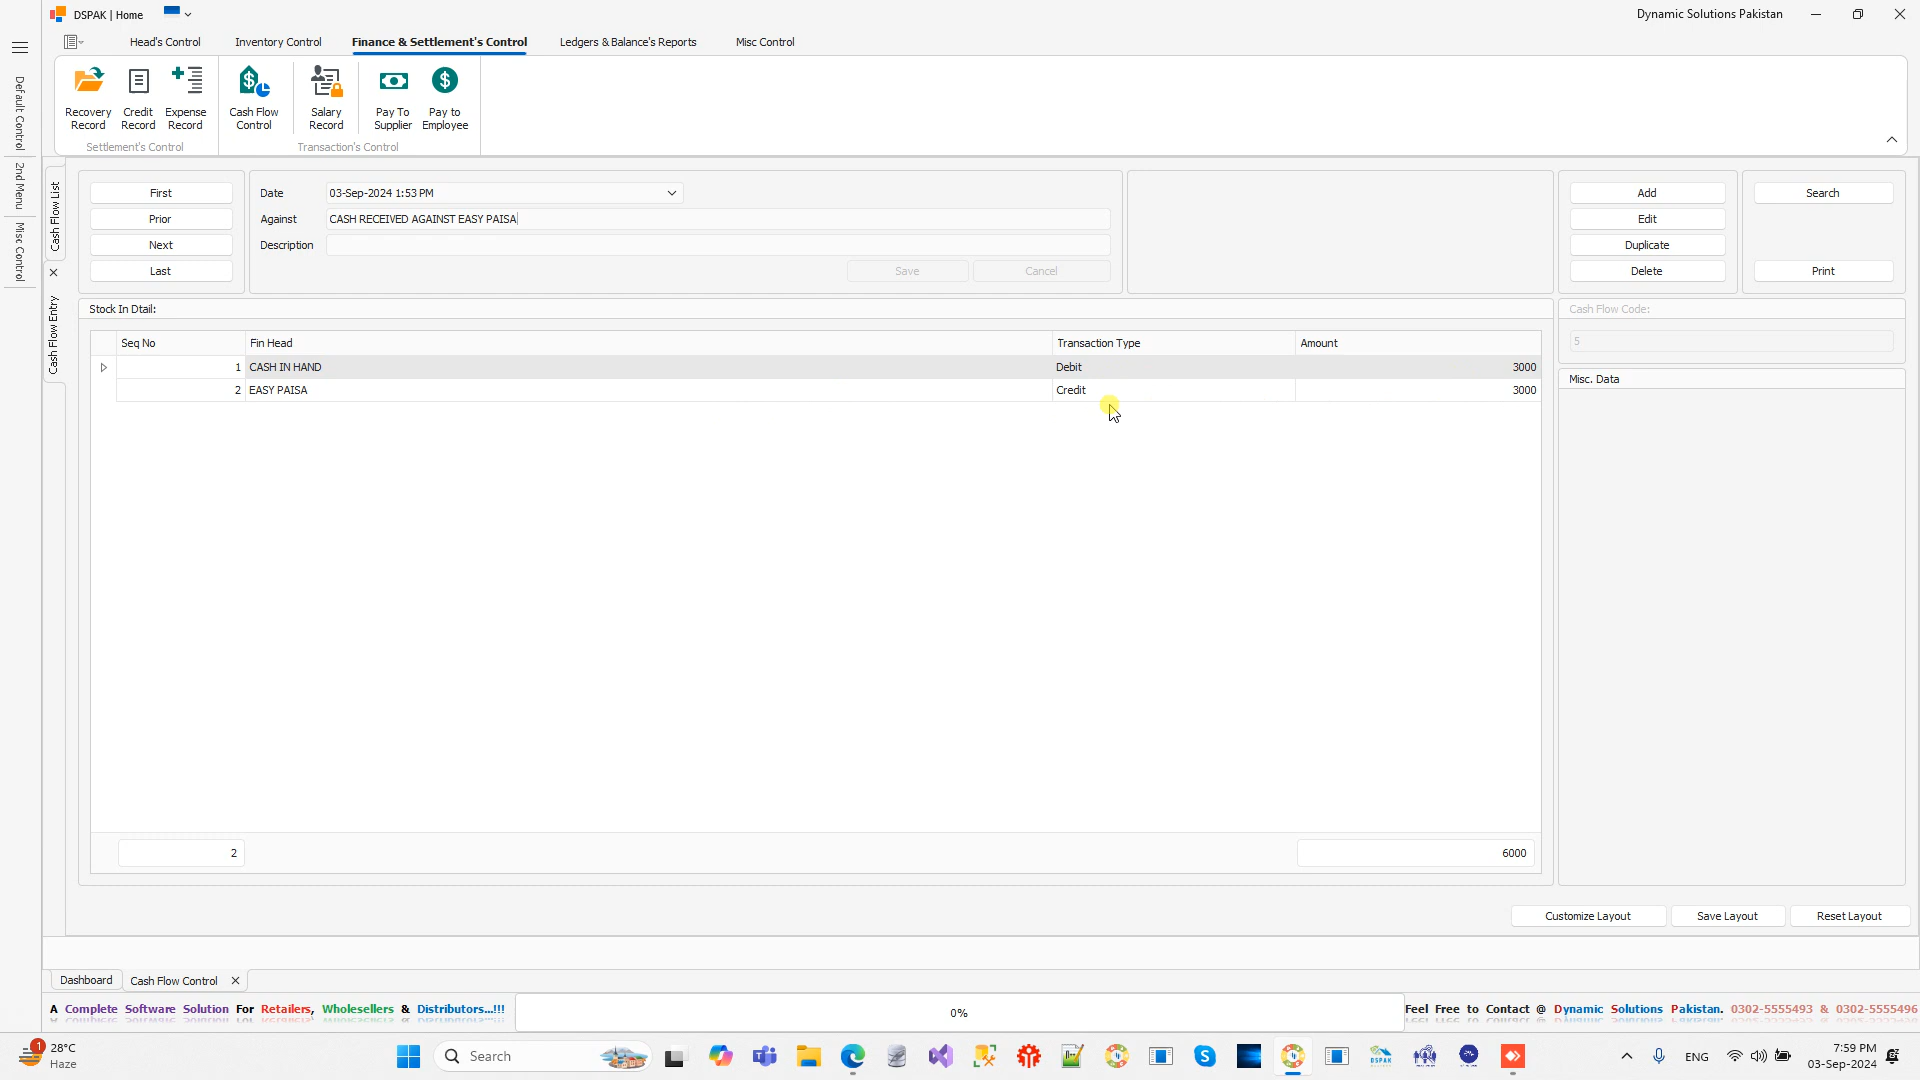 DSPAK | Home
Dynamic Solutions Pakistan
Head's Control
Inventory Control
Finance & Settlement's Control
Ledgers & Balance's Reports
Misc Control
Recovery Record
Credit Record
Expense Record
Cash Flow Control
Salary Record
Pay To Supplier
Pay to Employee
Settlement's Control
Transaction's Control
Default Control
2nd Menu
Misc Control
Cash Flow List
Cash Flow Entry
First
Prior
Next
Last
Date
03-Sep-2024 1:53 PM
Against
CASH RECEIVED AGAINST EASY PAISA
Description
Save
Cancel
Add
Edit
Duplicate
Delete
Search
Print
Stock In Dtail:
Cash Flow Code:
5
Misc. Data
Seq No
Fin Head
Transaction Type
Amount
1
CASH IN HAND
Debit
3000
2
EASY PAISA
Credit
3000
2
6000
Customize Layout
Save Layout
Reset Layout
Dashboard
Cash Flow Control
A Complete Software Solution For Retailers, Wholesellers & Distributors...!!!
0%
Feel Free to Contact @ Dynamic Solutions Pakistan. 0302-5555493 & 0302-5555496
1
28°C
Haze
Search
DSPAK
ENG
7:59 PM
03-Sep-2024